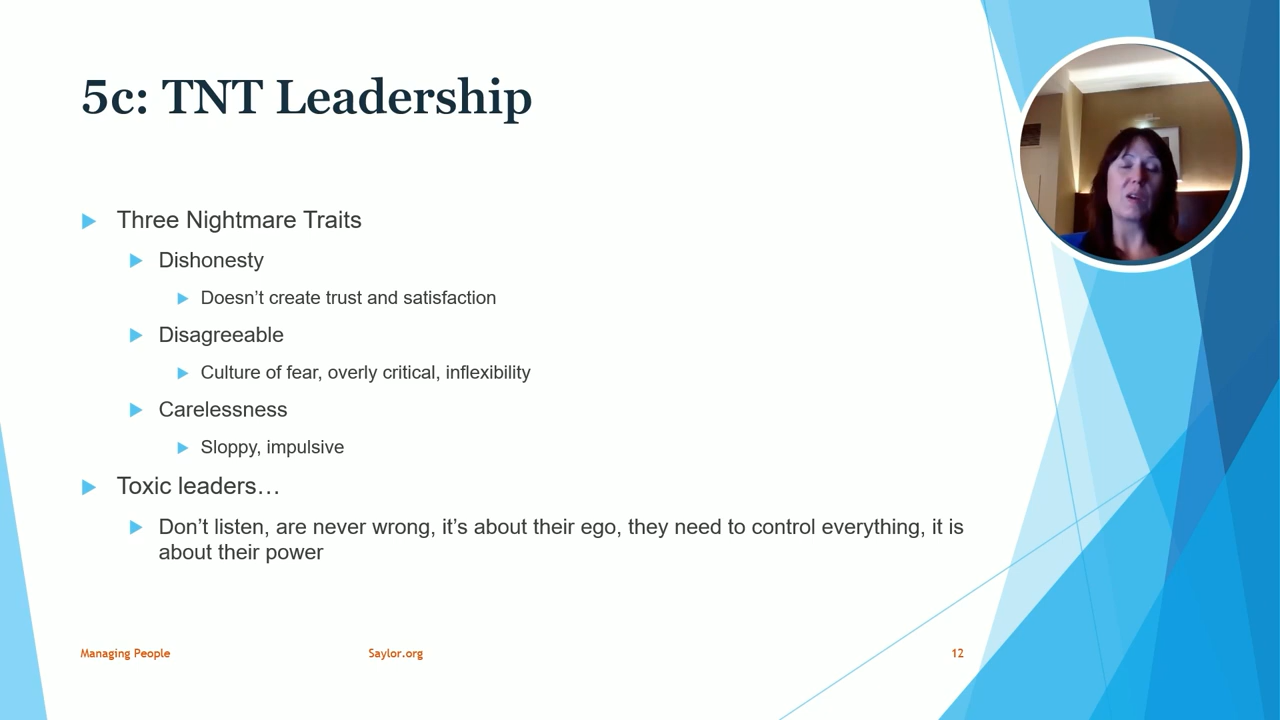 5c: TNT Leadership
Three Nightmare Traits
Dishonesty
Doesn’t create trust and satisfaction
Disagreeable
Culture of fear, overly critical, inflexibility
Carelessness
Sloppy, impulsive
Toxic leaders…
Don’t listen, are never wrong, it’s about their ego, they need to control everything, it is
about their power
Managing People Saylor.org 12